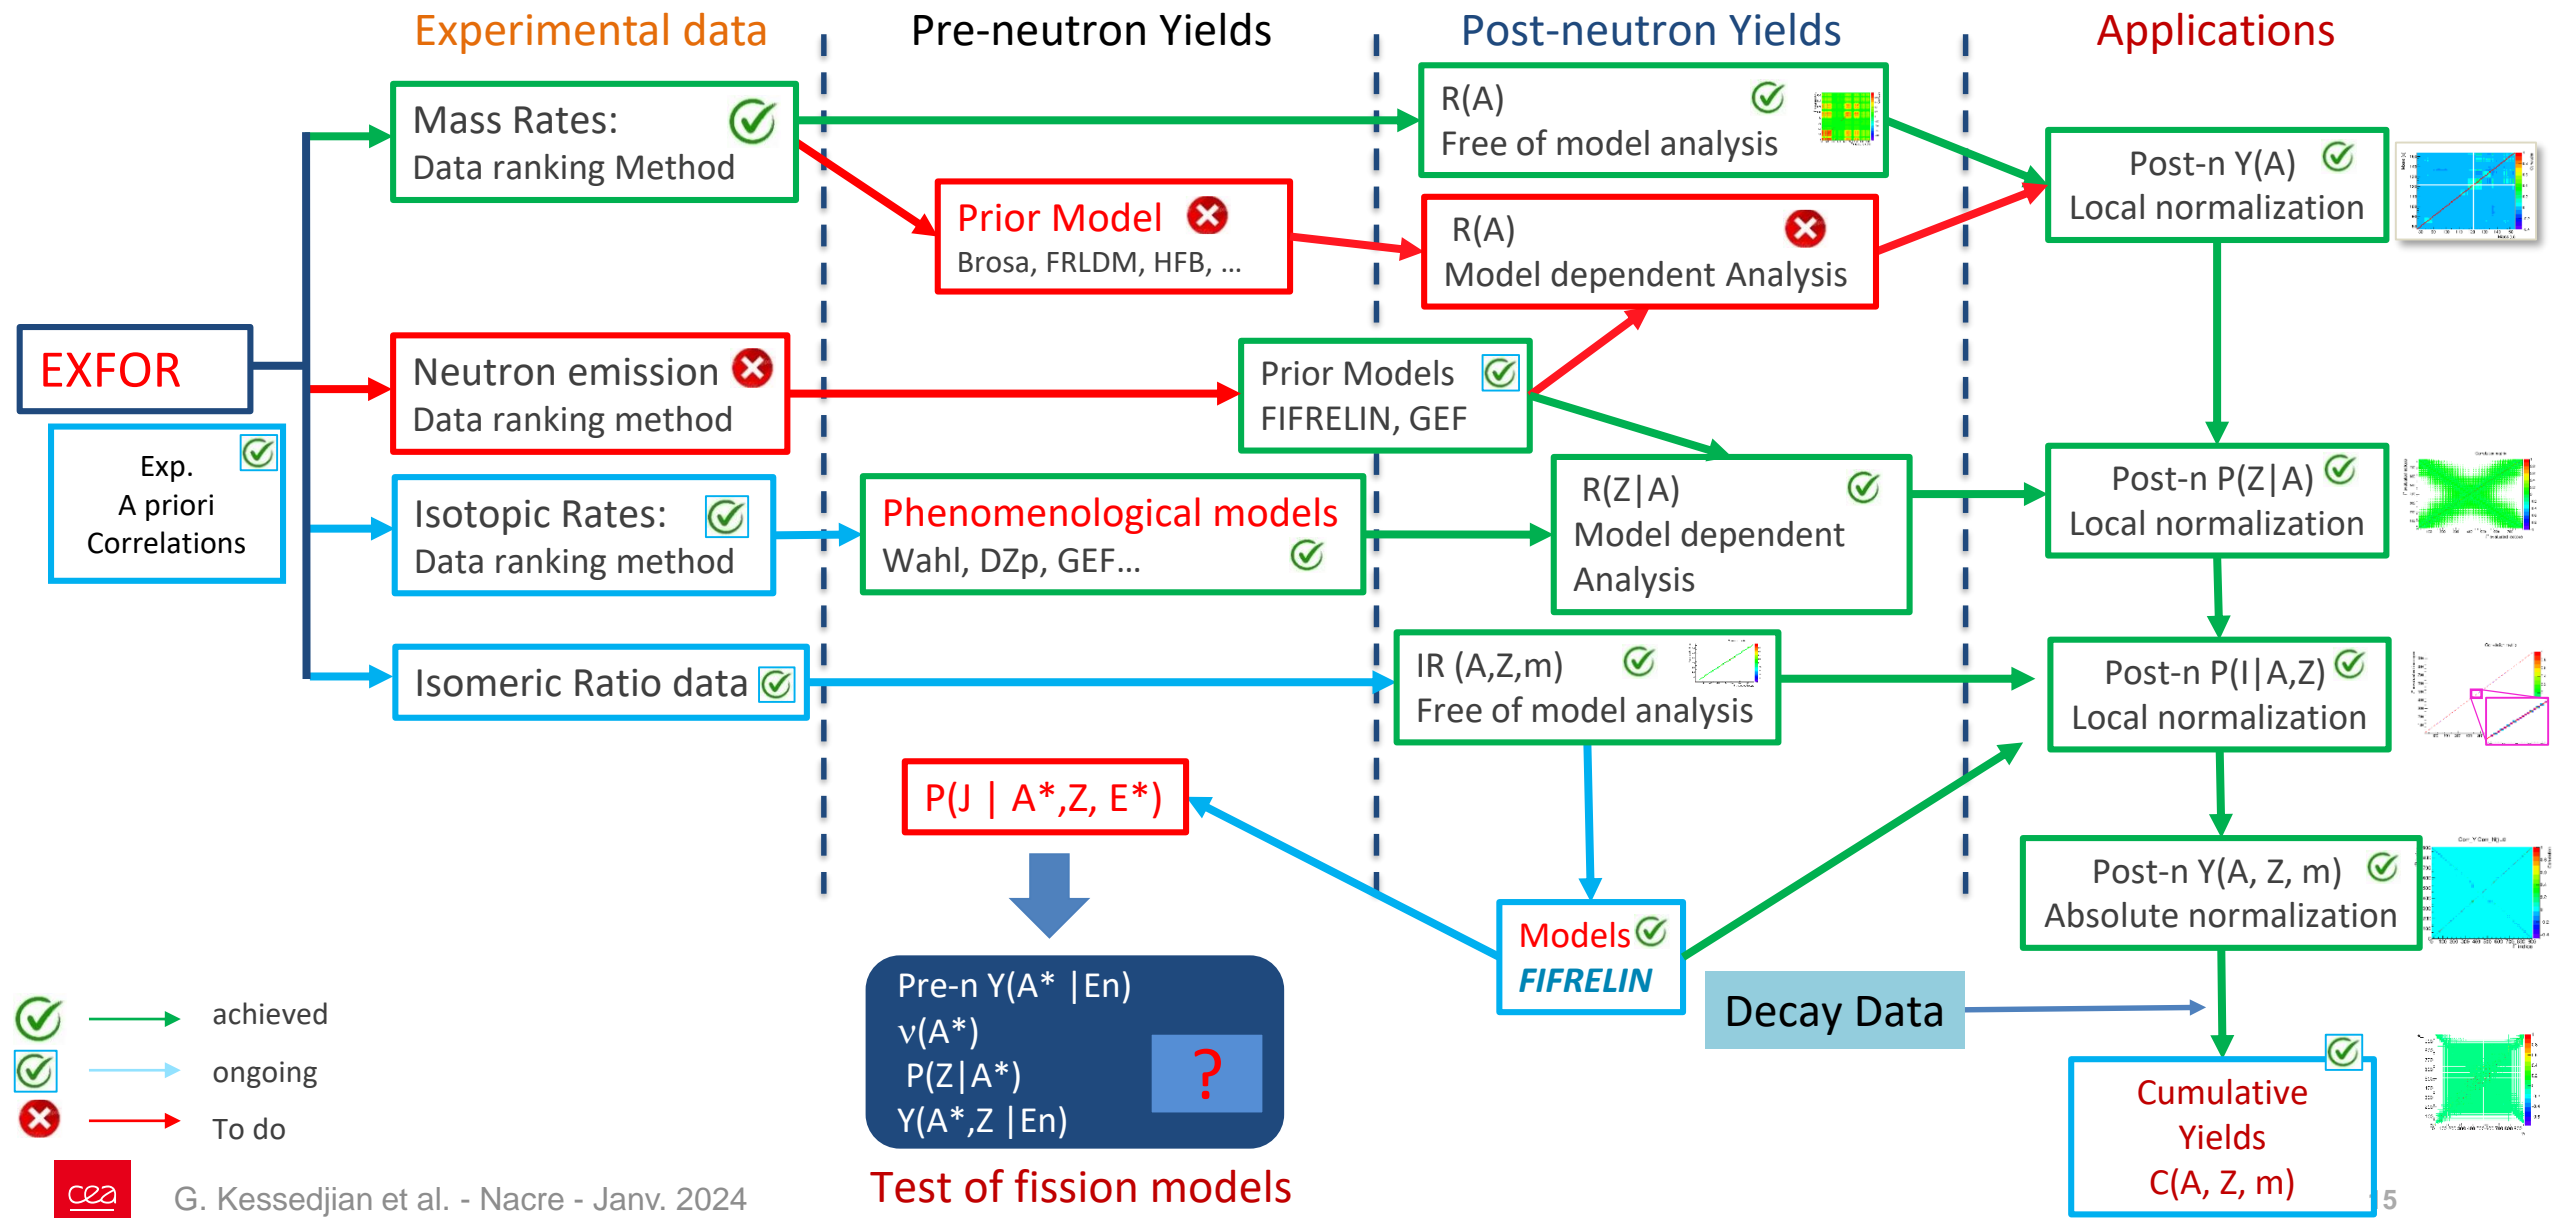 Experimental data
Pre-neutron Yields
Post-neutron Yields
Applications
Mass Rates:
Data ranking Method
R(A)
Free of model analysis
Post-n Y(A)
Local normalization
Prior Model
Brosa, FRLDM, HFB, ...
R(A)
Model dependent Analysis
EXFOR
Neutron emission
Data ranking method
Prior Models
FIFRELIN, GEF
Exp.
A priori
Correlations
Isotopic Rates:
Data ranking method
Phenomenological models
Wahl, DZp, GEF...
R(Z|A)
Model dependent
Analysis
Post-n P(Z|A)
Local normalization
Isomeric Ratio data
IR (A,Z,m)
Free of model analysis
Post-n P(I|A,Z)
Local normalization
P(J | A*,Z, E*)
Models
FIFRELIN
Post-n Y(A, Z, m)
Absolute normalization
Pre-n Y(A* |En)
ν(A*)
P(Z|A*)
Y(A*,Z |En)
?
Test of fission models
Decay Data
Cumulative
Yields
C(A, Z, m)
achieved
ongoing
To do
cea
G. Kessedjian et al. - Nacre - Janv. 2024